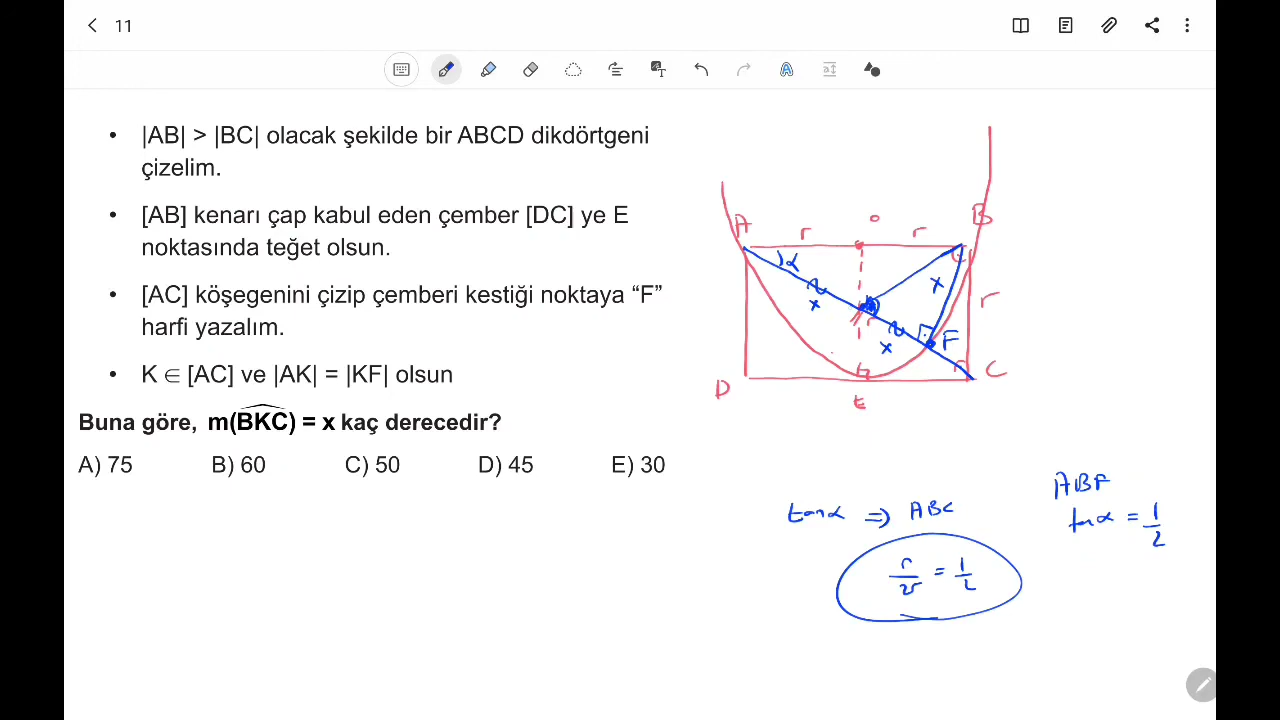 11
• |AB| > |BC| olacak şekilde bir ABCD dikdörtgeni
çizelim.
• [AB] kenarı çap kabul eden çember [DC] ye E
noktasında teğet olsun.
• [AC] köşegenini çizip çemberi kestiği noktaya “F”
harfi yazalım.
• K ∈ [AC] ve |AK| = |KF| olsun
Buna göre, m(BKC) = x kaç derecedir?
A) 75 B) 60 C) 50 D) 45 E) 30
A r o r B
α
x x r
x F
D E C
tanα ⇒ ABC
r/2r = 1/2
ABF
tanα = 1/2